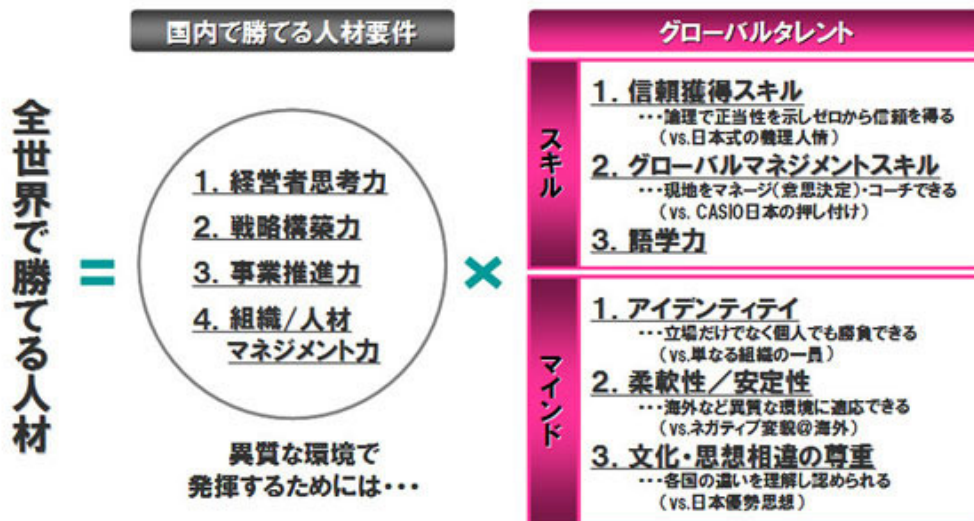 国内で勝てる人材要件
グローバルタレント
全世界で勝てる人材
=
1. 経営者思考力
2. 戦略構築力
3. 事業推進力
4. 組織/人材
マネジメント力
異質な環境で
発揮するためには・・・
×
スキル
1. 信頼獲得スキル
・・・論理で正当性を示しゼロから信頼を得る
(vs.日本式の義理人情)
2. グローバルマネジメントスキル
・・・現地をマネージ(意思決定)・コーチできる
(vs. CASIO日本の押し付け)
3. 語学力
マインド
1. アイデンティテイ
・・・立場だけでなく個人でも勝負できる
(vs.単なる組織の一員)
2. 柔軟性／安定性
・・・海外など異質な環境に適応できる
(vs.ネガティブ変貌@海外)
3. 文化・思想相違の尊重
・・・各国の違いを理解し認められる
(vs.日本優勢思想)